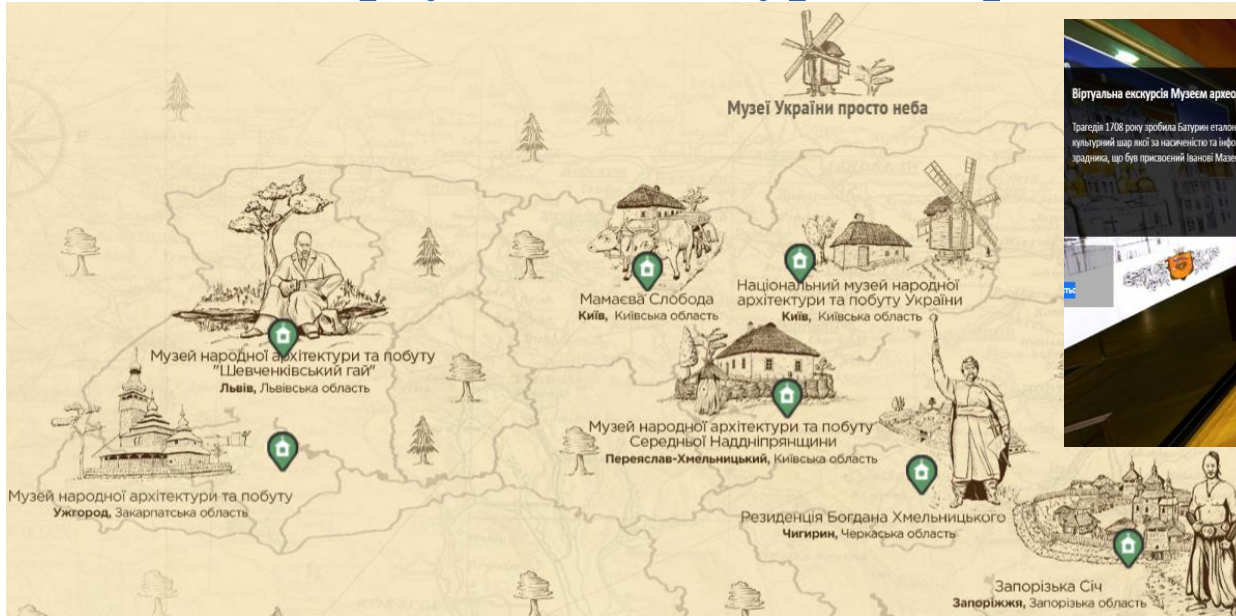 Музеї України просто неба
Віртуальна екскурсія Музеєм
Трагедія 1708 року зробила Батурин
культурний шар якої за насиченістю та
зрадника, що був присвоєний Іванові
Мамаєва Слобода
Київ, Київська область
Національний музей народної
архітектури та побуту України
Київ, Київська область
Музей народної архітектури та побуту
"Шевченківський гай"
Львів, Львівська область
Музей народної архітектури та побуту
Середньої Наддніпрянщини
Переяслав-Хмельницький, Київська область
Музей народної архітектури та побуту
Ужгород, Закарпатська область
Резиденція Богдана Хмельницького
Чигирин, Черкаська область
Запорізька Січ
Запоріжжя, Запорізька область